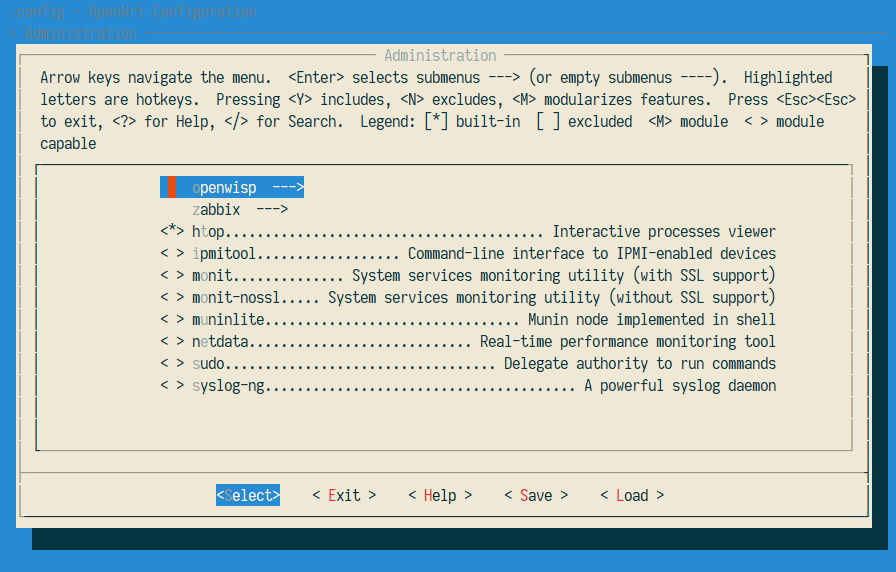 .config - OpenWrt Configuration
> Administration
Administration
Arrow keys navigate the menu.  <Enter> selects submenus ---> (or empty submenus ----).  Highlighted
letters are hotkeys.  Pressing <Y> includes, <N> excludes, <M> modularizes features.  Press <Esc><Esc>
to exit, <?> for Help, </> for Search.  Legend: [*] built-in  [ ] excluded  <M> module  < > module
capable
openwisp  --->
zabbix  --->
<*> htop........................................ Interactive processes viewer
< > ipmitool.................. Command-line interface to IPMI-enabled devices
< > monit.............. System services monitoring utility (with SSL support)
< > monit-nossl..... System services monitoring utility (without SSL support)
< > muninlite................................ Munin node implemented in shell
< > netdata............................ Real-time performance monitoring tool
< > sudo.................................. Delegate authority to run commands
< > syslog-ng....................................... A powerful syslog daemon
<Select>    < Exit >    < Help >    < Save >    < Load >